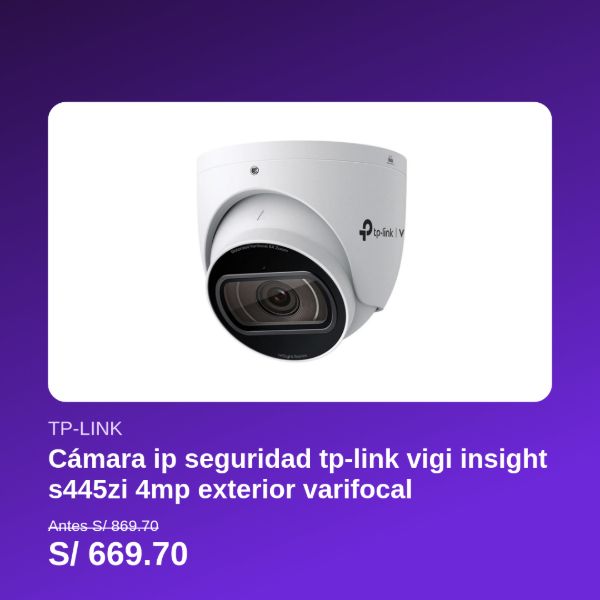 tp-link | V
TP-LINK
Cámara ip seguridad tp-link vigi insight
s445zi 4mp exterior varifocal
Antes S/ 869.70
S/ 669.70